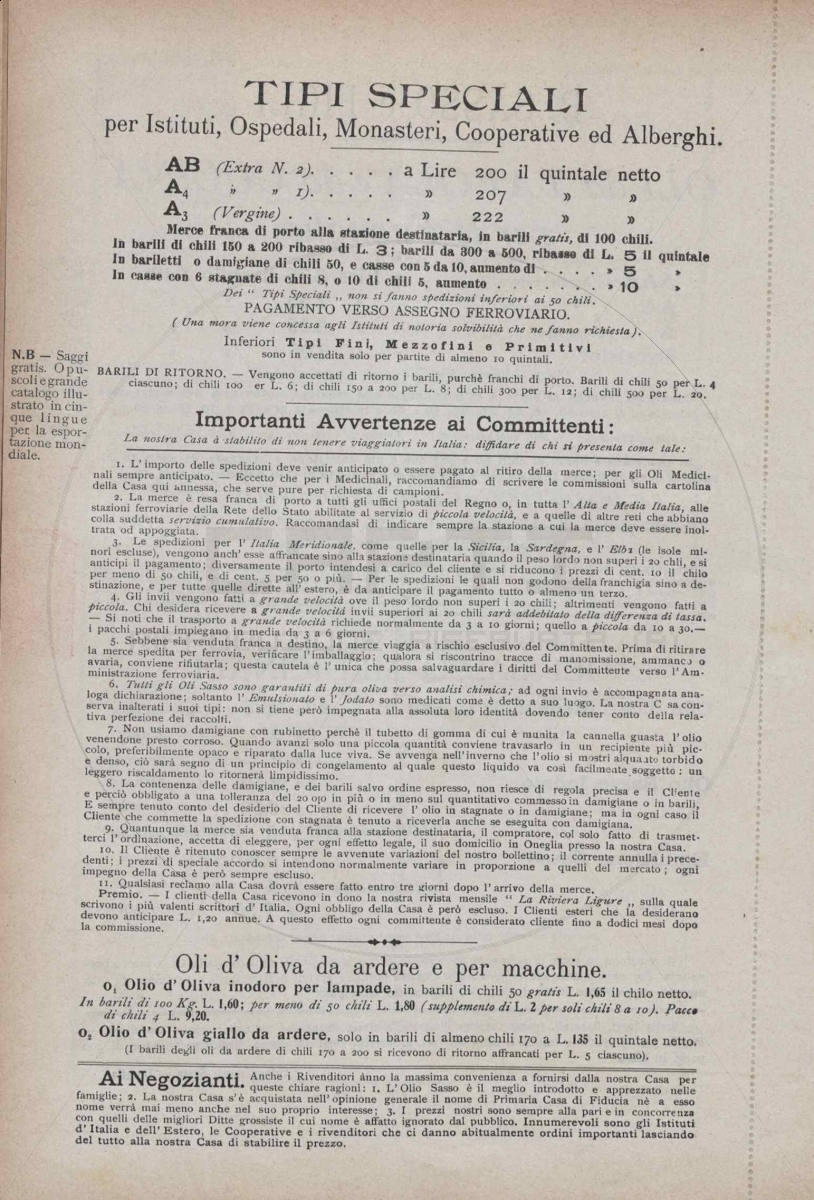 TIPI SPECIALI
per Istituti, Ospedali, Monasteri, Cooperative ed Alberghi.
AB (Extra N. 2). . . . . a Lire 200 il quintale netto
A4 „ „ 1). . . . . » 207 » »
A3 (Vergine) . . . . . . » 222 » »
Merce franca di porto alla stazione destinataria, in barili gratis, di 100 chili.
In barili di chili 150 a 200 ribasso di L. 3; barili da 300 a 500, ribasso di L. 5 il quintale
In bariletti o damigiane di chili 50, e casse con 5 da 10, aumento di . . . . » 5 »
In casse con 6 stagnate di chili 8, o 10 di chili 5, aumento . . . . . . . » 10 »
Dei " Tipi Speciali „ non si fanno spedizioni inferiori ai 50 chili.
PAGAMENTO VERSO ASSEGNO FERROVIARIO.
( Una mora viene concessa agli Istituti di notoria solvibilità che ne fanno richiesta).
Inferiori Tipi Fini, Mezzofini e Primitivi
sono in vendita solo per partite di almeno 10 quintali.
N.B — Saggi
gratis. Opu-
scoli e grande
catalogo illu-
strato in cin-
que lingue
per la espor-
tazione mon-
diale.
BARILI DI RITORNO. — Vengono accettati di ritorno i barili, purchè franchi di porto. Barili di chili 50 per L. 4
ciascuno; di chili 100 er L. 6; di chili 150 a 200 per L. 8; di chili 300 per L. 12; di chili 500 per L. 20.
Importanti Avvertenze ai Committenti:
La nostra Casa à stabilito di non tenere viaggiatori in Italia: diffidare di chi si presenta come tale:
1. L'importo delle spedizioni deve venir anticipato o essere pagato al ritiro della merce; per gli Oli Medici-
nali sempre anticipato. — Eccetto che per i Medicinali, raccomandiamo di scrivere le commissioni sulla cartolina
della Casa qui annessa, che serve pure per richiesta di campioni.
2. La merce è resa franca di porto a tutti gli uffici postali del Regno o, in tutta l' Alta e Media Italia, alle
stazioni ferroviarie della Rete dello Stato abilitate al servizio di piccola velocità, e a quelle di altre reti che abbiano
colla suddetta servizio cumulativo. Raccomandasi di indicare sempre la stazione a cui la merce deve essere inol-
trata od appoggiata.
3. Le spedizioni per l' Italia Meridionale, come quelle per la Sicilia, la Sardegna, e l' Elba (le isole mi-
nori escluse), vengono anch' esse affrancate sino alla stazione destinataria quando il peso lordo non superi i 20 chili, e si
anticipi il pagamento; diversamente il porto intendesi a carico del cliente e si riducono i prezzi di cent. 10 il chilo
per meno di 50 chili, e di cent. 5 per 50 o più. — Per le spedizioni le quali non godono della franchigia sino a de-
stinazione, e per tutte quelle dirette all' estero, è da anticipare il pagamento tutto o almeno un terzo.
4. Gli invii vengono fatti a grande velocità ove il peso lordo non superi i 20 chili; altrimenti vengono fatti a
piccola. Chi desidera ricevere a grande velocità invii superiori ai 20 chili sarà addebitato della differenza di tassa.
— Si noti che il trasporto a grande velocità richiede normalmente da 3 a 10 giorni; quello a piccola da 10 a 30.—
i pacchi postali impiegano in media da 3 a 6 giorni.
5. Sebbene sia venduta franca a destino, la merce viaggia a rischio esclusivo del Committente. Prima di ritirare
la merce spedita per ferrovia, verificare l'imballaggio; qualora si riscontrino tracce di manomissione, ammanco o
avaria, conviene rifiutarla; questa cautela è l'unica che possa salvaguardare i diritti del Committente verso l'Am-
ministrazione ferroviaria.
6. Tutti gli Oli Sasso sono garantiti di pura oliva verso analisi chimica; ad ogni invio è accompagnata ana-
loga dichiarazione; soltanto l' Emulsionato e l' Jodato sono medicati come è detto a suo luogo. La nostra C sa con-
serva inalterati i suoi tipi: non si tiene però impegnata alla assoluta loro identità dovendo tener conto della rela-
tiva perfezione dei raccolti.
7. Non usiamo damigiane con rubinetto perchè il tubetto di gomma di cui è munita la cannella guasta l'olio
venendone presto corroso. Quando avanzi solo una piccola quantità conviene travasarlo in un recipiente più pic-
colo, preferibilmente opaco e riparato dalla luce viva. Se avvenga nell'inverno che l'olio si mostri alquanto torbido
e denso, ciò sarà segno di un principio di congelamento al quale questo liquido va così facilmente soggetto: un
leggero riscaldamento lo ritornerà limpidissimo.
8. La contenenza delle damigiane, e dei barili salvo ordine espresso, non riesce di regola precisa e il Cliente
e perciò obbligato a una tolleranza del 20 o|o in più o in meno sul quantitativo commesso in damigiane o in barili,
E sempre tenuto conto del desiderio del Cliente di ricevere l'olio in stagnate o in damigiane; ma in ogni caso il
Cliente che commette la spedizione con stagnata è tenuto a riceverla anche se eseguita con damigiana.
9. Quantunque la merce sia venduta franca alla stazione destinataria, il compratore, col solo fatto di trasmet-
terci l'ordinazione, accetta di eleggere, per ogni effetto legale, il suo domicilio in Oneglia presso la nostra Casa.
10. Il Cliente è ritenuto conoscer sempre le avvenute variazioni del nostro bollettino; il corrente annulla i prece-
denti; i prezzi di speciale accordo si intendono normalmente variare in proporzione a quelli del mercato; ogni
impegno della Casa è però sempre escluso.
11. Qualsiasi reclamo alla Casa dovrà essere fatto entro tre giorni dopo l'arrivo della merce.
Premio. — I clienti della Casa ricevono in dono la nostra rivista mensile " La Riviera Ligure „ sulla quale
scrivono i più valenti scrittori d' Italia. Ogni obbligo della Casa è però escluso. I Clienti esteri che la desiderano
devono anticipare L. 1,20 annue. A questo effetto ogni committente è considerato cliente fino a dodici mesi dopo
la commissione.
Oli d' Oliva da ardere e per macchine.
O1 Olio d'Oliva inodoro per lampade, in barili di chili 50 gratis L. 1,65 il chilo netto.
In barili di 100 Kg. L. 1,60; per meno di 50 chili L. 1,80 (supplemento di L. 2 per soli chili 8 a 10). Pacco
di chili 4 L. 9,20.
O2 Olio d'Oliva giallo da ardere, solo in barili di almeno chili 170 a L. 135 il quintale netto.
(I barili degli oli da ardere di chili 170 a 200 si ricevono di ritorno affrancati per L. 5 ciascuno).
Ai Negozianti. Anche i Rivenditori ànno la massima convenienza a fornirsi dalla nostra Casa per
queste chiare ragioni: 1. L'Olio Sasso è il meglio introdotto e apprezzato nelle
famiglie; 2. La nostra Casa s'è acquistata nell'opinione generale il nome di Primaria Casa di Fiducia nè a esso
nome verrà mai meno anche nel suo proprio interesse; 3. I prezzi nostri sono sempre alla pari e in concorrenza
con quelli delle migliori Ditte grossiste il cui nome è affatto ignorato dal pubblico. Innumerevoli sono gli Istituti
d'Italia e dell'Estero, le Cooperative e i rivenditori che ci danno abitualmente ordini importanti lasciando
del tutto alla nostra Casa di stabilire il prezzo.